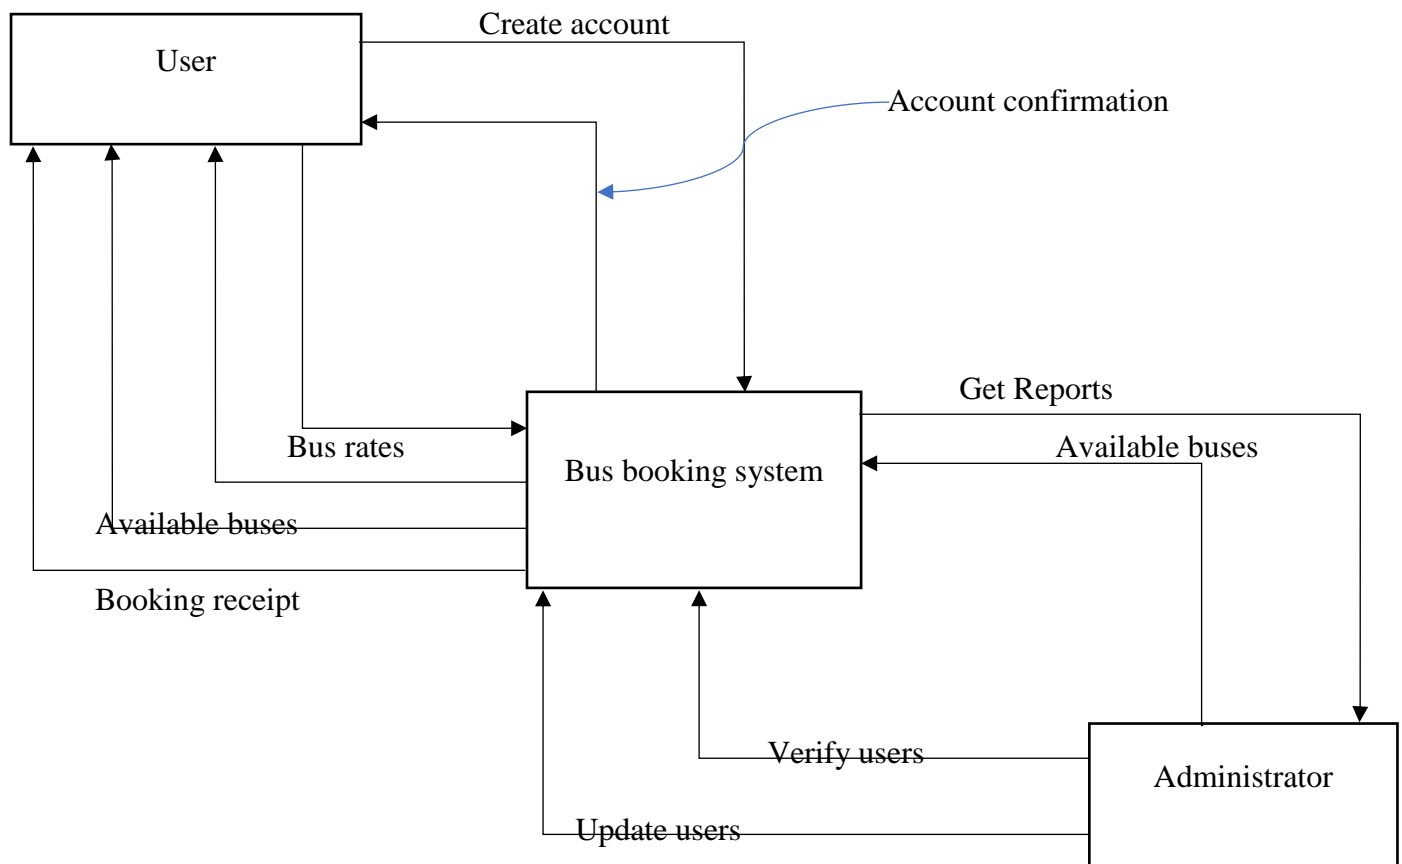 Create account
User
Account confirmation
Get Reports
Bus rates
Available buses
Bus booking system
Available buses
Booking receipt
Verify users
Administrator
Update users